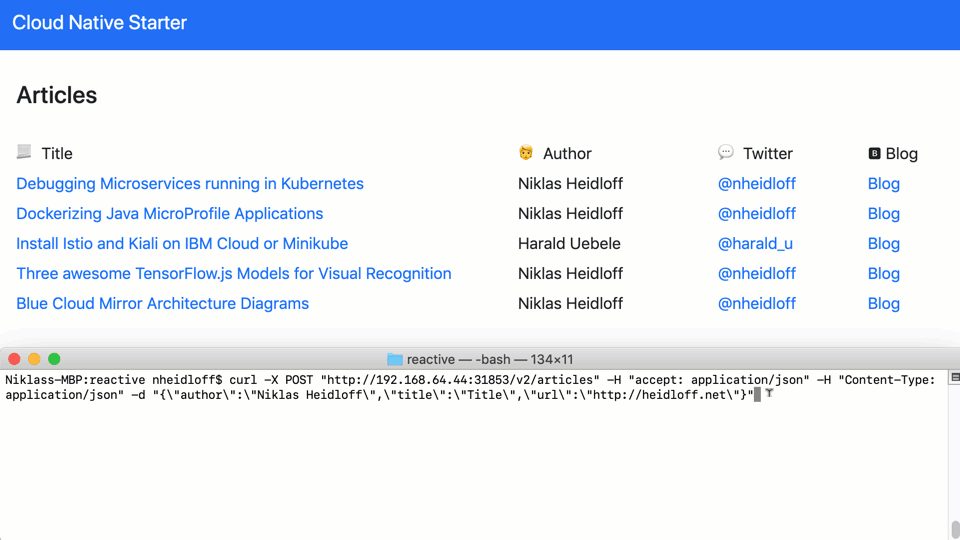 Cloud Native Starter
Articles
Title Author Twitter B Blog
Debugging Microservices running in Kubernetes Niklas Heidloff @nheidloff Blog
Dockerizing Java MicroProfile Applications Niklas Heidloff @nheidloff Blog
Install Istio and Kiali on IBM Cloud or Minikube Harald Uebele @harald_u Blog
Three awesome TensorFlow.js Models for Visual Recognition Niklas Heidloff @nheidloff Blog
Blue Cloud Mirror Architecture Diagrams Niklas Heidloff @nheidloff Blog
reactive — -bash — 134×11
Niklass-MBP:reactive nheidloff$ curl -X POST "http://192.168.64.44:31853/v2/articles" -H "accept: application/json" -H "Content-Type:
application/json" -d "{\"author\":\"Niklas Heidloff\",\"title\":\"Title\",\"url\":\"http://heidloff.net\"}"